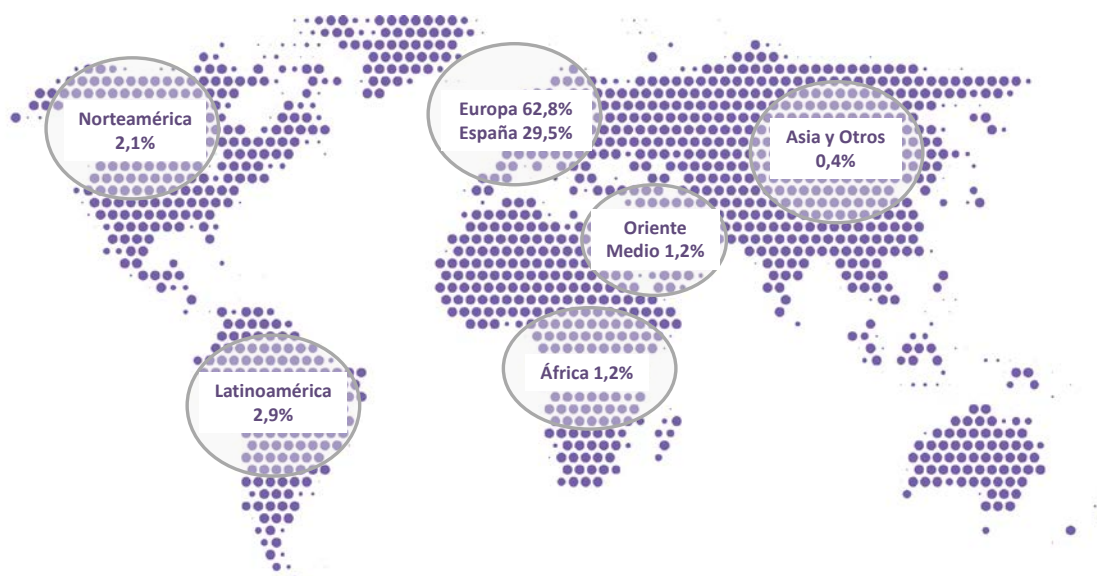 Norteamérica
2,1%
Europa 62,8%
España 29,5%
Asia y Otros
0,4%
Oriente
Medio 1,2%
África 1,2%
Latinoamérica
2,9%